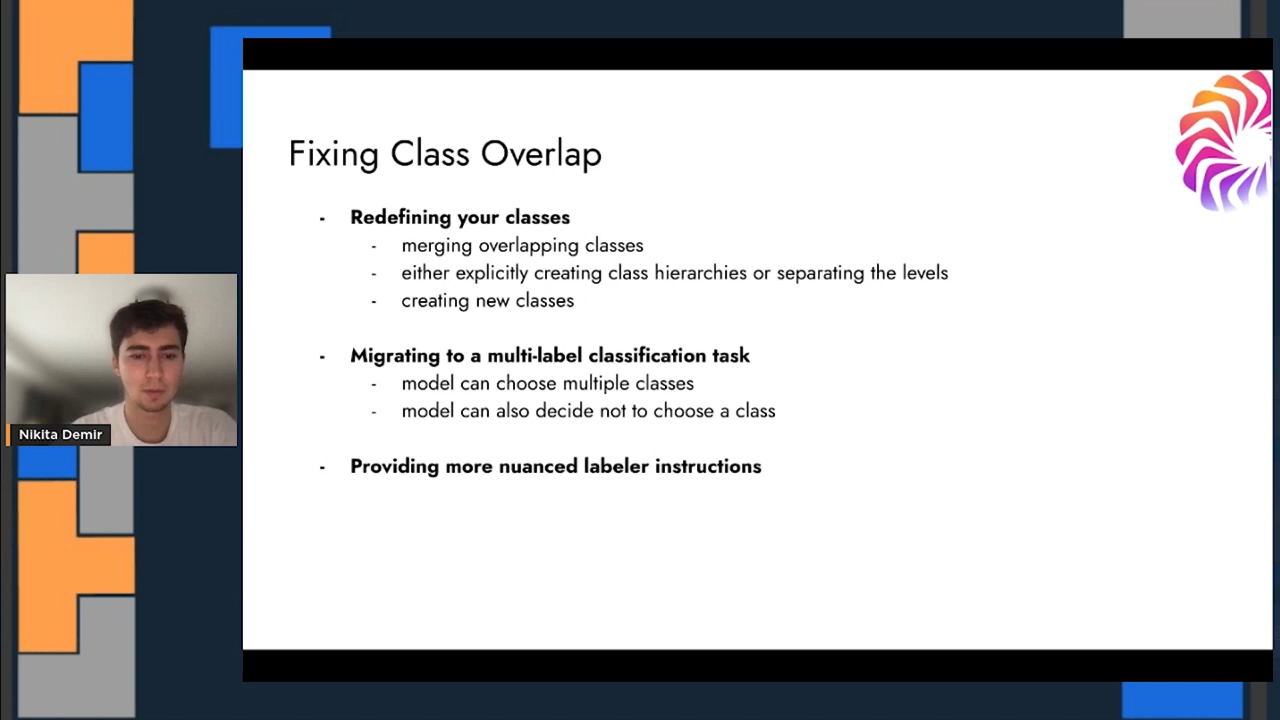 Fixing Class Overlap
- Redefining your classes
- merging overlapping classes
- either explicitly creating class hierarchies or separating the levels
- creating new classes
- Migrating to a multi-label classification task
- model can choose multiple classes
- model can also decide not to choose a class
- Providing more nuanced labeler instructions
Nikita Demir